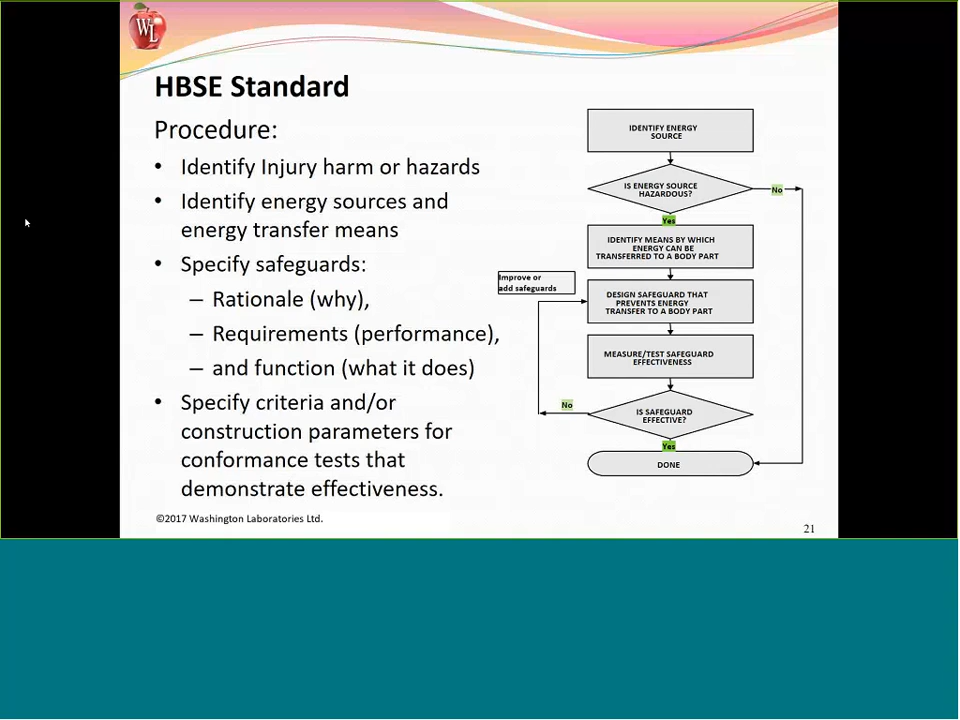 WL
HBSE Standard
Procedure:
• Identify Injury harm or hazards
• Identify energy sources and
energy transfer means
• Specify safeguards:
– Rationale (why),
– Requirements (performance),
– and function (what it does)
• Specify criteria and/or
construction parameters for
conformance tests that
demonstrate effectiveness.
©2017 Washington Laboratories Ltd.
IDENTIFY ENERGY
SOURCE
IS ENERGY SOURCE
HAZARDOUS?
No
Yes
IDENTIFY MEANS BY WHICH
ENERGY CAN BE
TRANSFERRED TO A BODY PART
Improve or
add safeguards
DESIGN SAFEGUARD THAT
PREVENTS ENERGY
TRANSFER TO A BODY PART
MEASURE/TEST SAFEGUARD
EFFECTIVENESS
No
IS SAFEGUARD
EFFECTIVE?
Yes
DONE
21